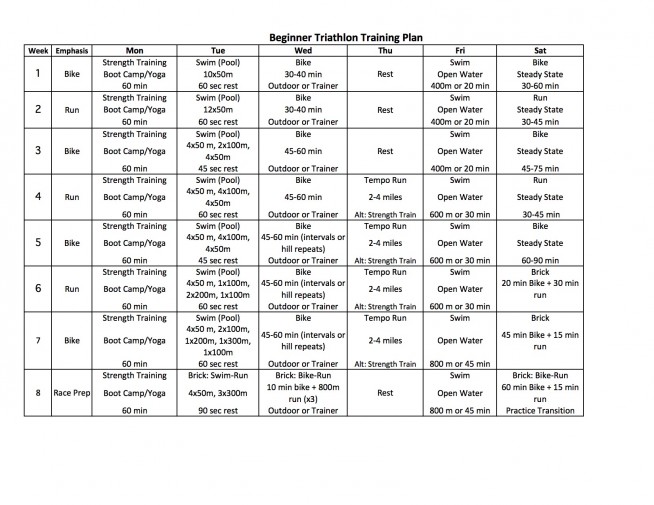 Beginner Triathlon Training Plan
Week Emphasis Mon Tue Wed Thu Fri Sat
Strength Training Swim (Pool) Bike Swim Bike
1 Bike Boot Camp/Yoga 10x50m 30-40 min Rest Open Water Steady State
60 min 60 sec rest Outdoor or Trainer 400m or 20 min 30-60 min
Strength Training Swim (Pool) Bike Swim Run
2 Run Boot Camp/Yoga 12x50m 30-40 min Rest Open Water Steady State
60 min 60 sec rest Outdoor or Trainer 400m or 20 min 30-45 min
Strength Training Swim (Pool) Bike Swim Bike
3 Bike Boot Camp/Yoga 4x50 m, 2x100m, 45-60 min Rest Open Water Steady State
4x50m
60 min 45 sec rest Outdoor or Trainer 400m or 20 min 45-75 min
Strength Training Swim (Pool) Bike Tempo Run Swim Run
4 Run Boot Camp/Yoga 4x50 m, 4x100m, 45-60 min 2-4 miles Open Water Steady State
4x50m
60 min 60 sec rest Outdoor or Trainer Alt: Strength Train 600 m or 30 min 30-45 min
Strength Training Swim (Pool) Bike Tempo Run Swim Bike
5 Bike Boot Camp/Yoga 4x50 m, 4x100m, 45-60 min (intervals or 2-4 miles Open Water Steady State
4x50m hill repeats)
60 min 45 sec rest Outdoor or Trainer Alt: Strength Train 600 m or 30 min 60-90 min
Strength Training Swim (Pool) Bike Tempo Run Swim Brick
6 Run Boot Camp/Yoga 4x50 m, 1x100m, 45-60 min (intervals or 2-4 miles Open Water 20 min Bike + 30 min
2x200m, 1x100m hill repeats) run
60 min 60 sec rest Outdoor or Trainer Alt: Strength Train 600 m or 30 min
Strength Training Swim (Pool) Bike Tempo Run Swim Brick
7 Bike Boot Camp/Yoga 4x50 m, 2x100m, 45-60 min (intervals or 2-4 miles Open Water 45 min Bike + 15 min
1x200m, 1x300m, hill repeats) run
1x100m
60 min 60 sec rest Outdoor or Trainer Alt: Strength Train 800 m or 45 min
Strength Training Brick: Swim-Run Brick: Bike-Run Swim Brick: Bike-Run
8 Race Prep Boot Camp/Yoga 4x50m, 3x300m 10 min bike + 800m Rest Open Water 60 min Bike + 15 min
run (x3) run
60 min 90 sec rest Outdoor or Trainer 800 m or 45 min Practice Transition